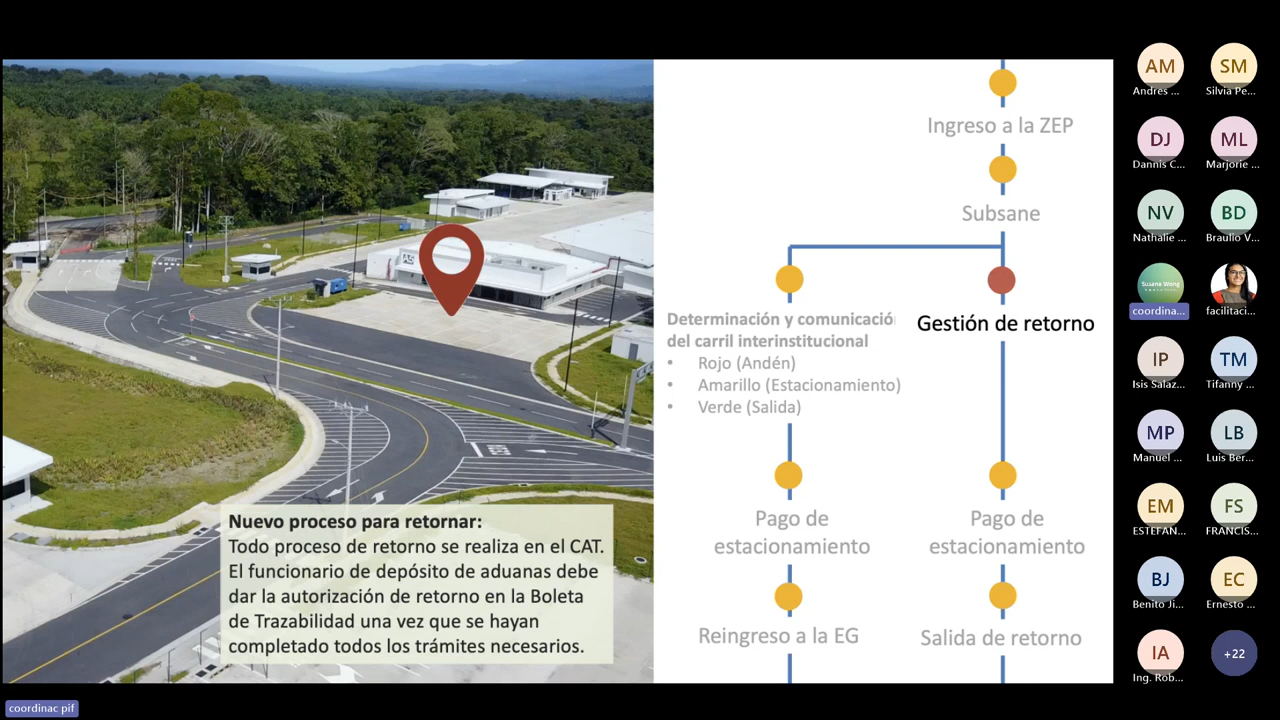 Nuevo proceso para retornar:
Todo proceso de retorno se realiza en el CAT.
El funcionario de depósito de aduanas debe
dar la autorización de retorno en la Boleta
de Trazabilidad una vez que se hayan
completado todos los trámites necesarios.
Ingreso a la ZEP
Subsane
Determinación y comunicació
del carril interinstitucional
• Rojo (Andén)
• Amarillo (Estacionamiento)
• Verde (Salida)
Gestión de retorno
Pago de
estacionamiento
Pago de
estacionamiento
Reingreso a la EG
Salida de retorno
AM
Andres ...
SM
Silvia Pe...
DJ
Dannis C...
ML
Marjorie ...
NV
Nathalie ...
BD
Braulio V...
Susana Wong
coordina...
facilitaci...
IP
Isis Salaz...
TM
Tifanny ...
MP
Manuel ...
LB
Luis Ber...
EM
ESTEFAN...
FS
FRANCIS...
BJ
Benito Ji...
EC
Ernesto ...
IA
Ing. Rob...
+22
coordinac pif